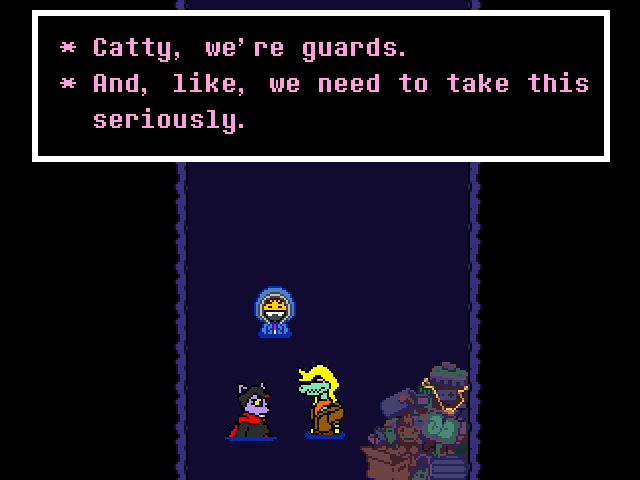 * Catty, we're guards.
* And, like, we need to take this
seriously.